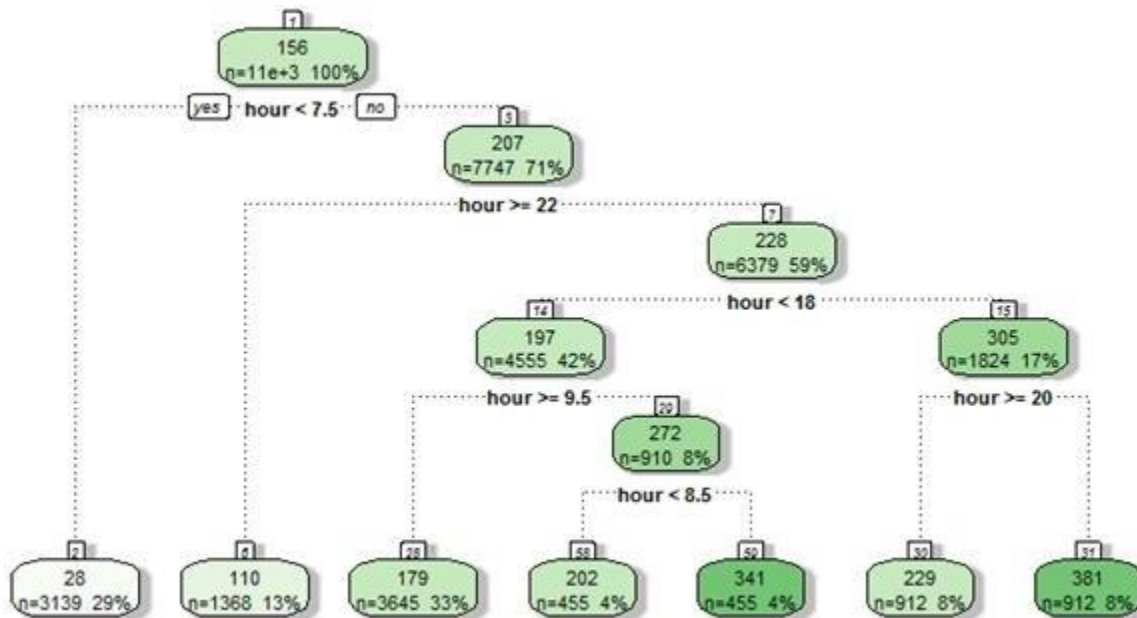 1
156
n=11e+3 100%
yes hour < 7.5 no
3
207
n=7747 71%
hour >= 22
7
228
n=6379 59%
hour < 18
14 15
197 305
n=4555 42% n=1824 17%
hour >= 9.5 hour >= 20
272
n=910 8%
hour < 8.5
2 6 28 58 59 30 31
28 110 179 202 341 229 381
n=3139 29% n=1368 13% n=3645 33% n=455 4% n=455 4% n=912 8% n=912 8%